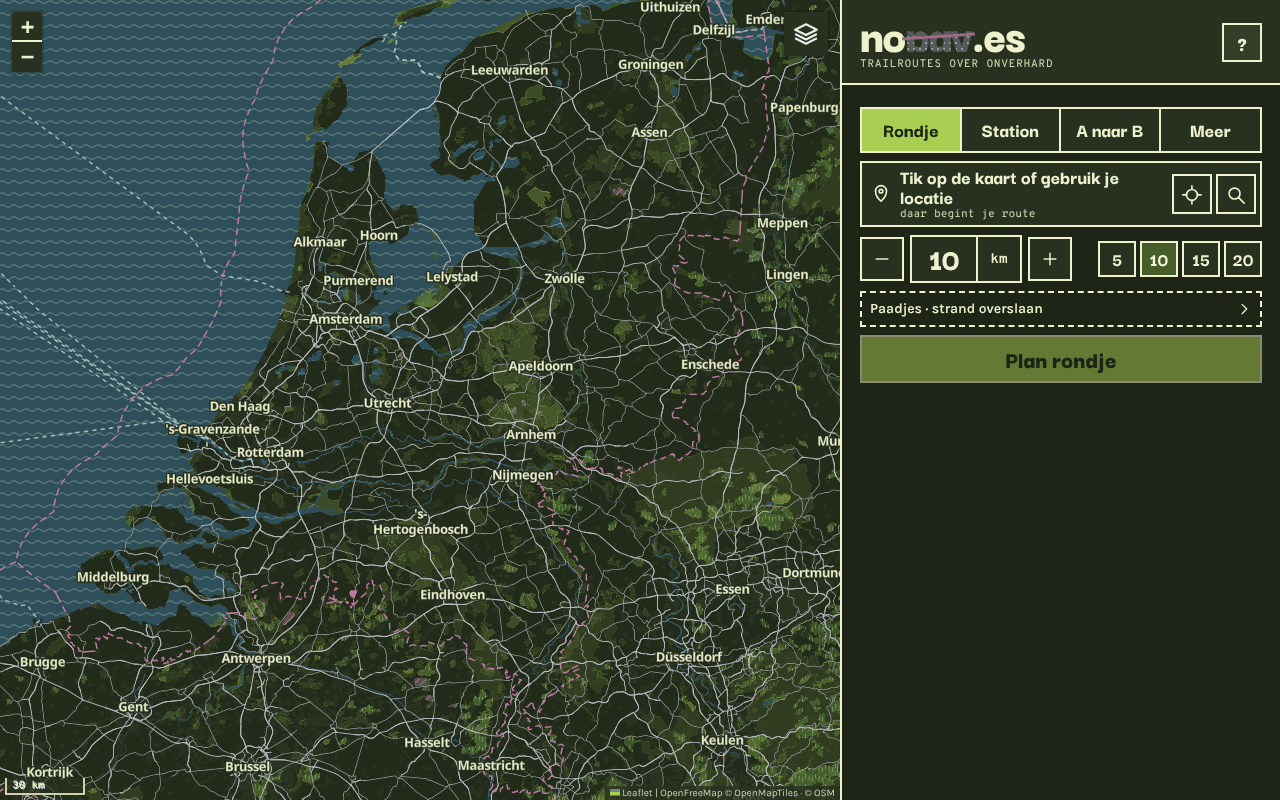 +
−
Uithuizen
Emden
Delfzijl
Leeuwarden
Groningen
Papenburg
Assen
Meppen
Alkmaar
Hoorn
Purmerend
Lelystad
Zwolle
Lingen
Amsterdam
Apeldoorn
Enschede
Den Haag
Utrecht
's-Gravenzande
Arnhem
Rotterdam
Hellevoetsluis
Nijmegen
's-
Hertogenbosch
Middelburg
Eindhoven
Essen
Dortmund
Brugge
Antwerpen
Düsseldorf
Gent
Hasselt
Keulen
Kortrijk
Brussel
Maastricht
30 km
Leaflet | OpenFreeMap © OpenMapTiles · © OSM
nonav.es
?
TRAILROUTES OVER ONVERHARD
Rondje Station A naar B Meer
Tik op de kaart of gebruik je
locatie
daar begint je route
− 10 km + 5 10 15 20
Paadjes · strand overslaan
Plan rondje